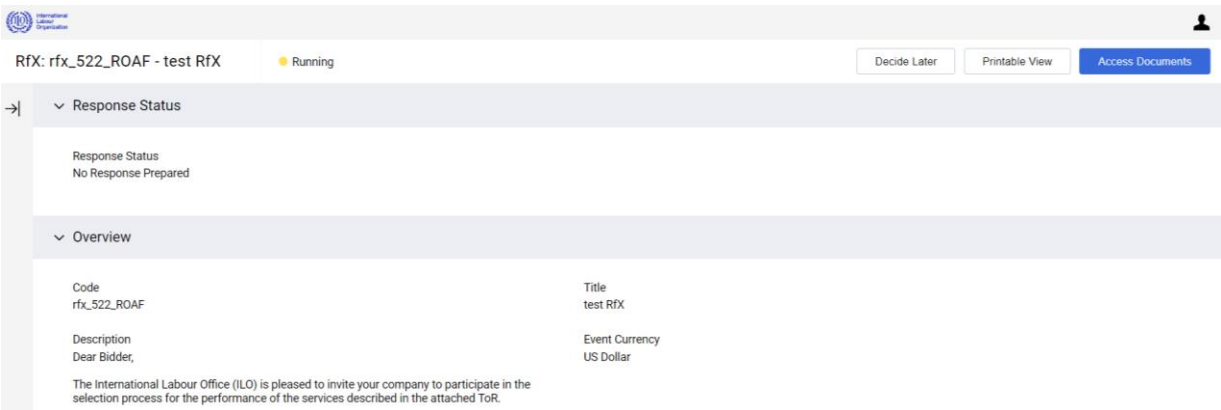 International
Labour
Organization
RfX: rfx_522_ROAF - test RfX
Running
Decide Later
Printable View
Access Documents
Response Status
Response Status
No Response Prepared
Overview
Code
Title
rfx_522_ROAF
test RfX
Description
Event Currency
Dear Bidder,
US Dollar
The International Labour Office (ILO) is pleased to invite your company to participate in the
selection process for the performance of the services described in the attached ToR.